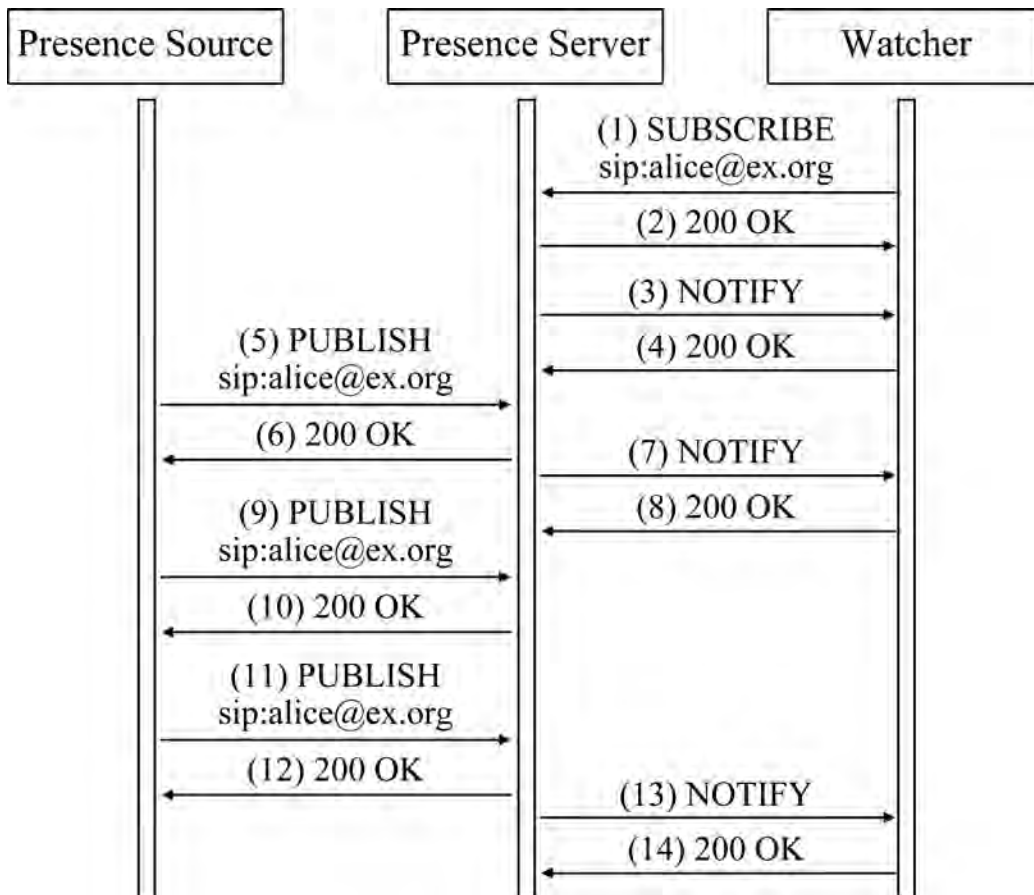 Presence Source
Presence Server
Watcher
(1) SUBSCRIBE
sip:alice@ex.org
(2) 200 OK
(3) NOTIFY
(4) 200 OK
(5) PUBLISH
sip:alice@ex.org
(6) 200 OK
(7) NOTIFY
(8) 200 OK
(9) PUBLISH
sip:alice@ex.org
(10) 200 OK
(11) PUBLISH
sip:alice@ex.org
(12) 200 OK
(13) NOTIFY
(14) 200 OK